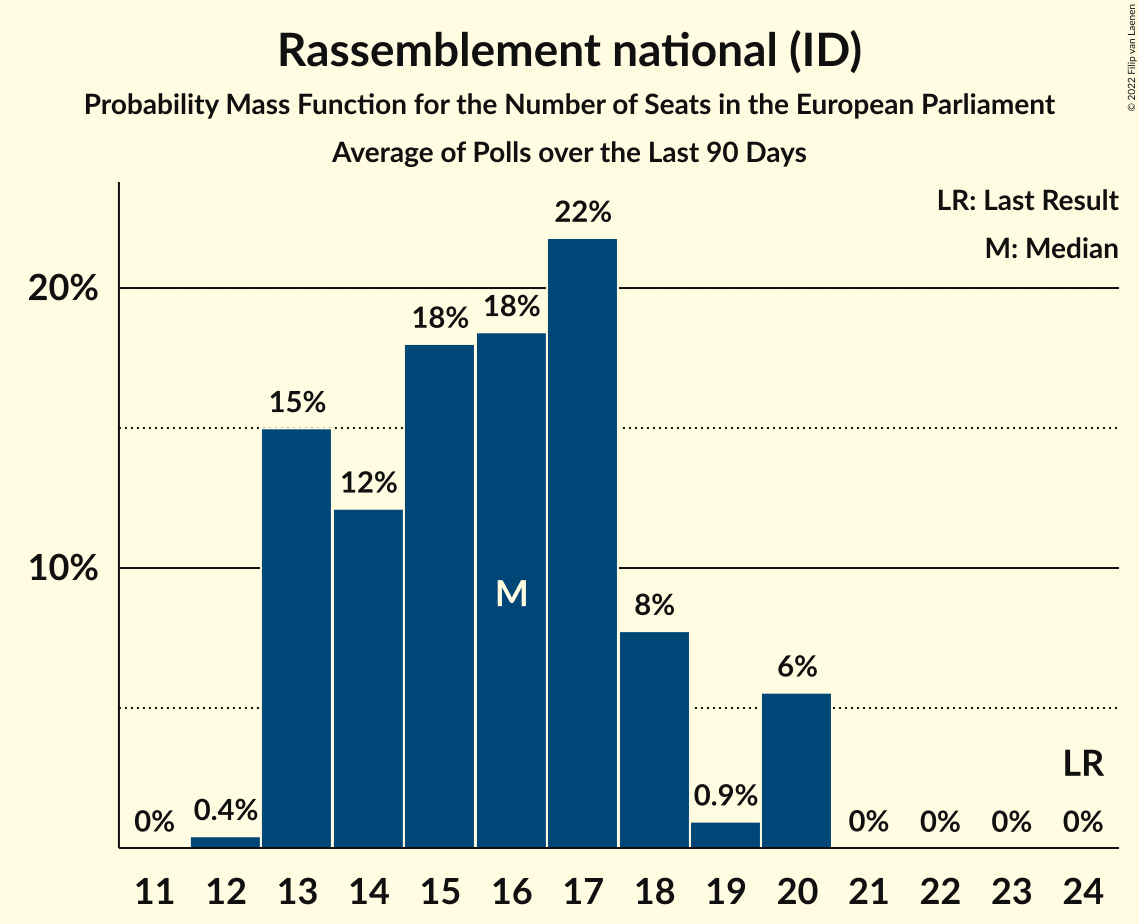 Rassemblement national (ID)
Probability Mass Function for the Number of Seats in the European Parliament
Average of Polls over the Last 90 Days
© 2022 Filip van Laenen
LR: Last Result
M: Median
20%
10%
0%
0.4%
15%
12%
18%
18%
22%
8%
0.9%
6%
0%
0%
0%
0%
M
LR
11 12 13 14 15 16 17 18 19 20 21 22 23 24